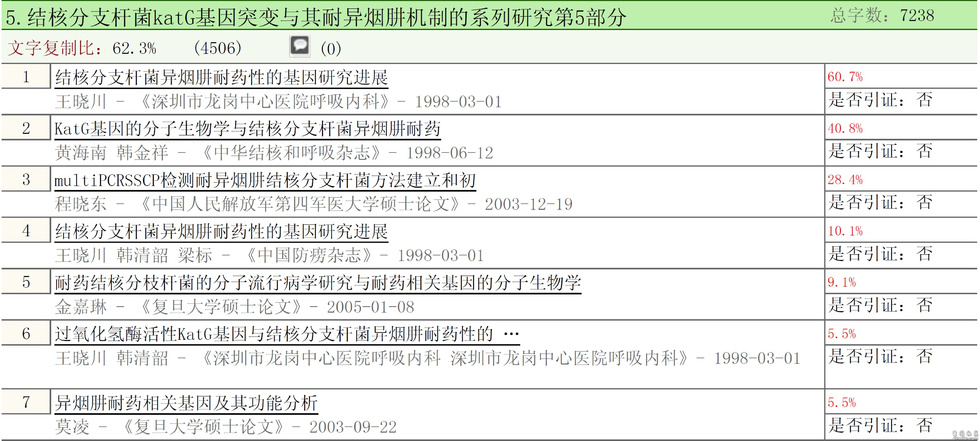 5.结核分支杆菌katG基因突变与其耐异烟肼机制的系列研究第5部分 总字数：7238
文字复制比：62.3% (4506) (0)
1 结核分支杆菌异烟肼耐药性的基因研究进展 60.7%
王晓川 - 《深圳市龙岗中心医院呼吸内科》- 1998-03-01 是否引证：否
2 KatG基因的分子生物学与结核分支杆菌异烟肼耐药 40.8%
黄海南 韩金祥 - 《中华结核和呼吸杂志》- 1998-06-12 是否引证：否
3 multiPCRSSCP检测耐异烟肼结核分支杆菌方法建立和初 28.4%
程晓东 - 《中国人民解放军第四军医大学硕士论文》- 2003-12-19 是否引证：否
4 结核分支杆菌异烟肼耐药性的基因研究进展 10.1%
王晓川 韩清韶 梁标 - 《中国防痨杂志》- 1998-03-01 是否引证：否
5 耐药结核分枝杆菌的分子流行病学研究与耐药相关基因的分子生物学 9.1%
金嘉琳 - 《复旦大学硕士论文》- 2005-01-08 是否引证：否
6 过氧化氢酶活性KatG基因与结核分支杆菌异烟肼耐药性的 … 5.5%
王晓川 韩清韶 - 《深圳市龙岗中心医院呼吸内科 深圳市龙岗中心医院呼吸内科》- 1998-03-01 是否引证：否
7 异烟肼耐药相关基因及其功能分析 5.5%
莫凌 - 《复旦大学硕士论文》- 2003-09-22 是否引证：否